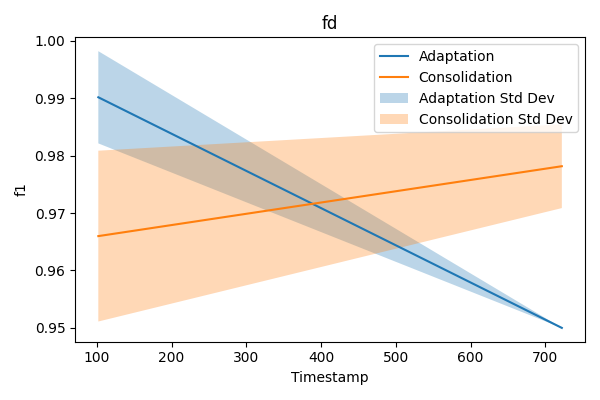 fd
1.00
0.99
0.98
0.97
0.96
0.95
f1
Adaptation
Consolidation
Adaptation Std Dev
Consolidation Std Dev
100 200 300 400 500 600 700
Timestamp